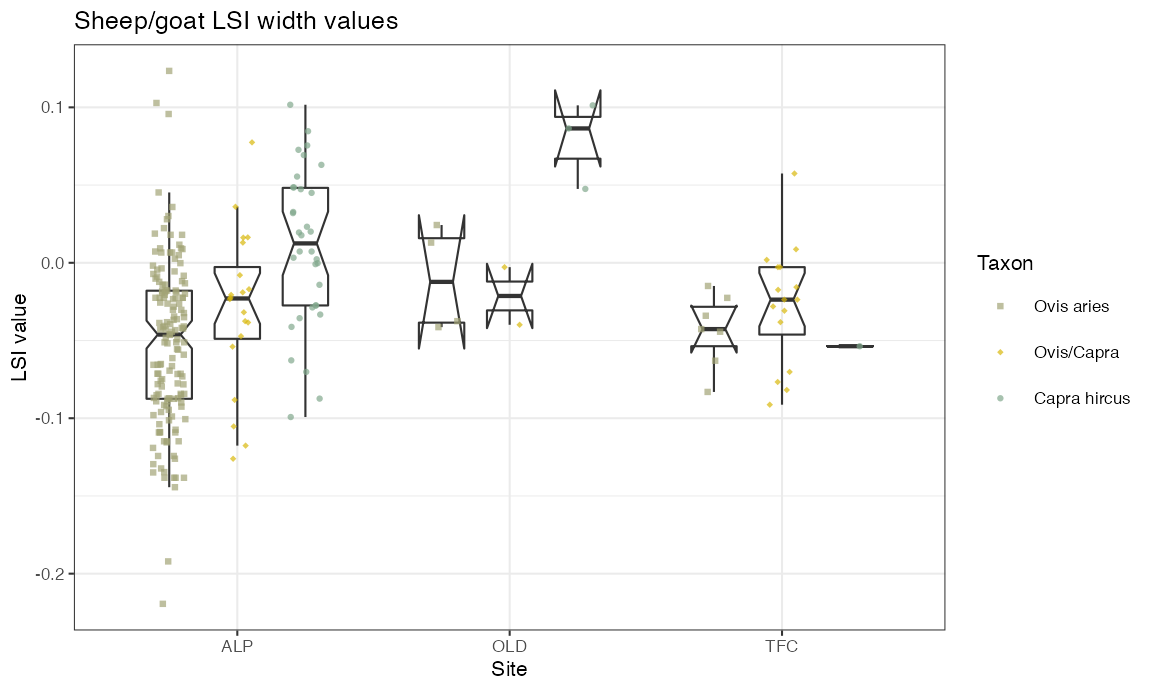 Sheep/goat LSI width values
0.1
0.0
-0.1
-0.2
LSI value
ALP
OLD
TFC
Site
Taxon
Ovis aries
Ovis/Capra
Capra hircus